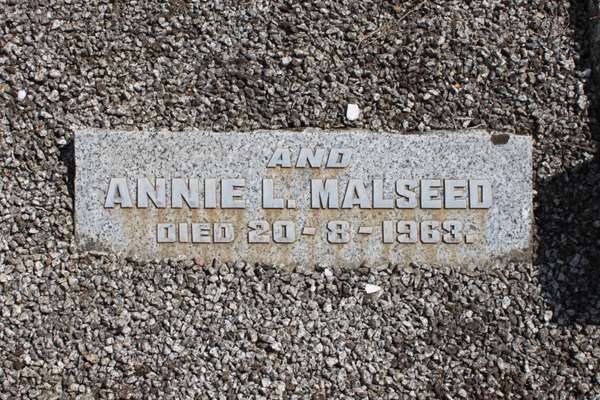 AND
ANNIE L. MALSEED
DIED 20-8-1963.